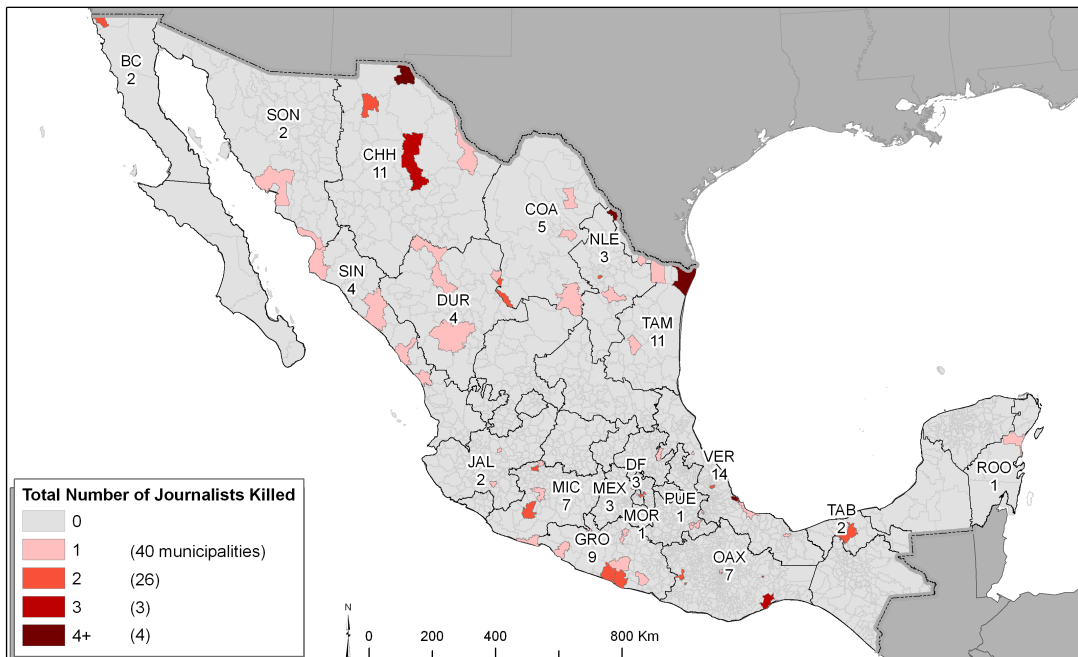 BC
2
SON
2
CHH
11
COA
5
NLE
3
SIN
4
DUR
4
TAM
11
JAL
2
MIC
7
MEX
3
DF
3
MOR
1
PUE
1
VER
14
GRO
9
OAX
7
TAB
2
ROO
1
Total Number of Journalists Killed
0
1 (40 municipalities)
2 (26)
3 (3)
4+ (4)
N
0 200 400 800 Km